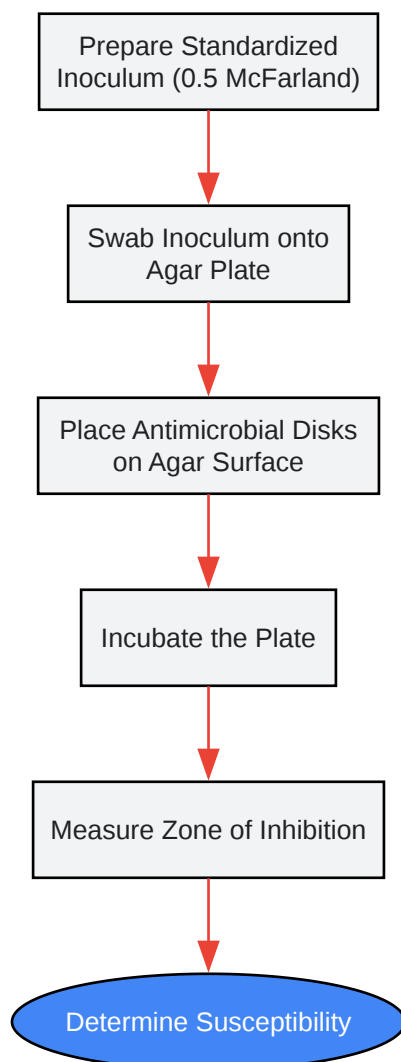 Prepare Standardized
Inoculum (0.5 McFarland)
Swab Inoculum onto
Agar Plate
Place Antimicrobial Disks
on Agar Surface
Incubate the Plate
Measure Zone of Inhibition
Determine Susceptibility